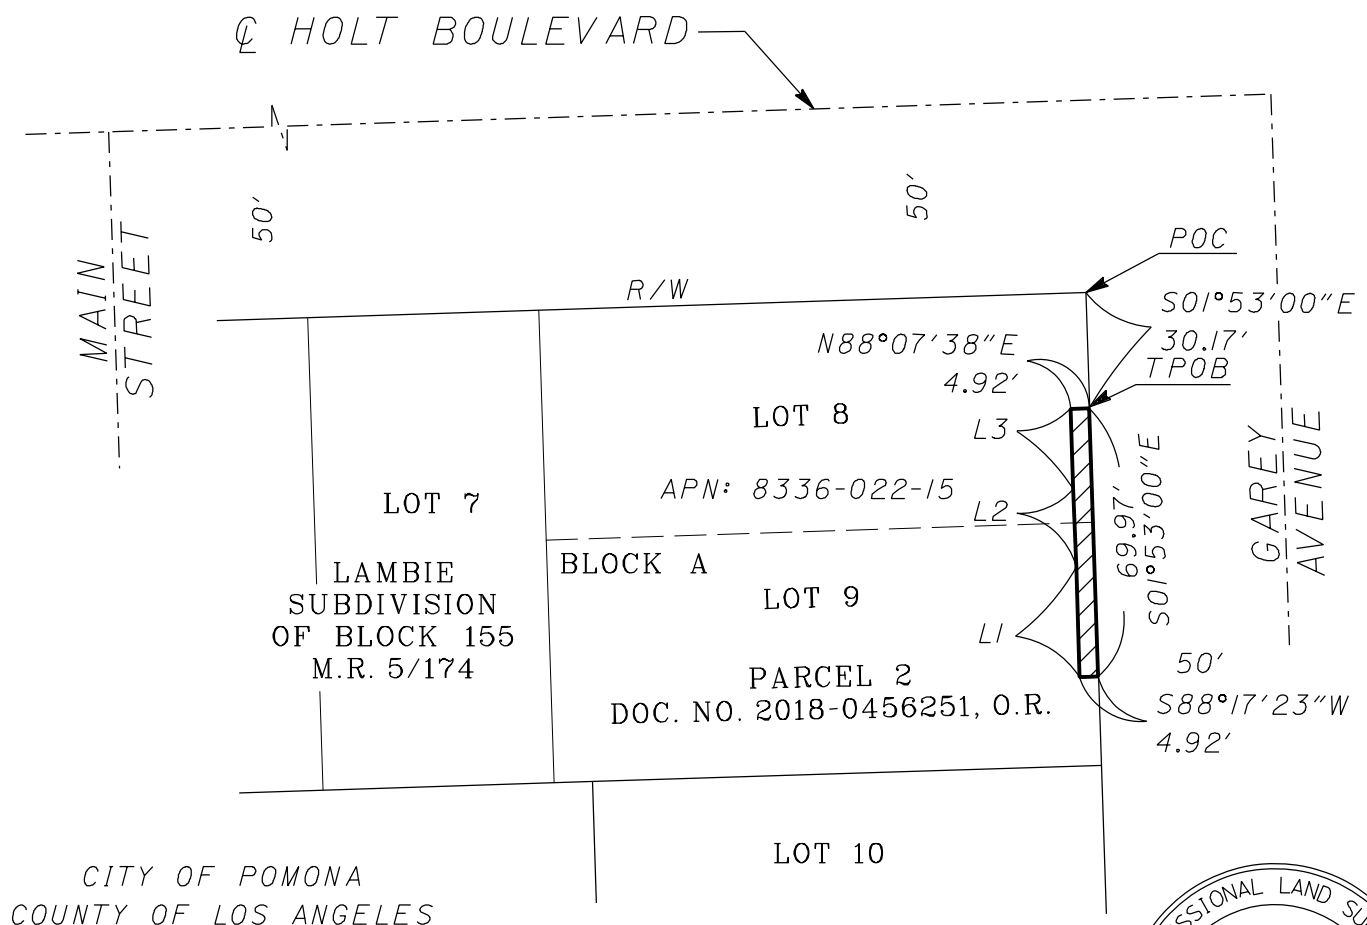 ℄ HOLT BOULEVARD
50'
50'
MAIN
STREET
R/W
POC
S01°53'00"E
30.17'
TPOB
N88°07'38"E
4.92'
LOT 8
L3
APN: 8336-022-15
L2
LOT 7
BLOCK A
LOT 9
LAMBIE
SUBDIVISION
OF BLOCK 155
M.R. 5/174
L1
69.97'
S01°53'00"E
GAREY
AVENUE
PARCEL 2
DOC. NO. 2018-0456251, O.R.
50'
S88°17'23"W
4.92'
LOT 10
CITY OF POMONA
COUNTY OF LOS ANGELES
LAND